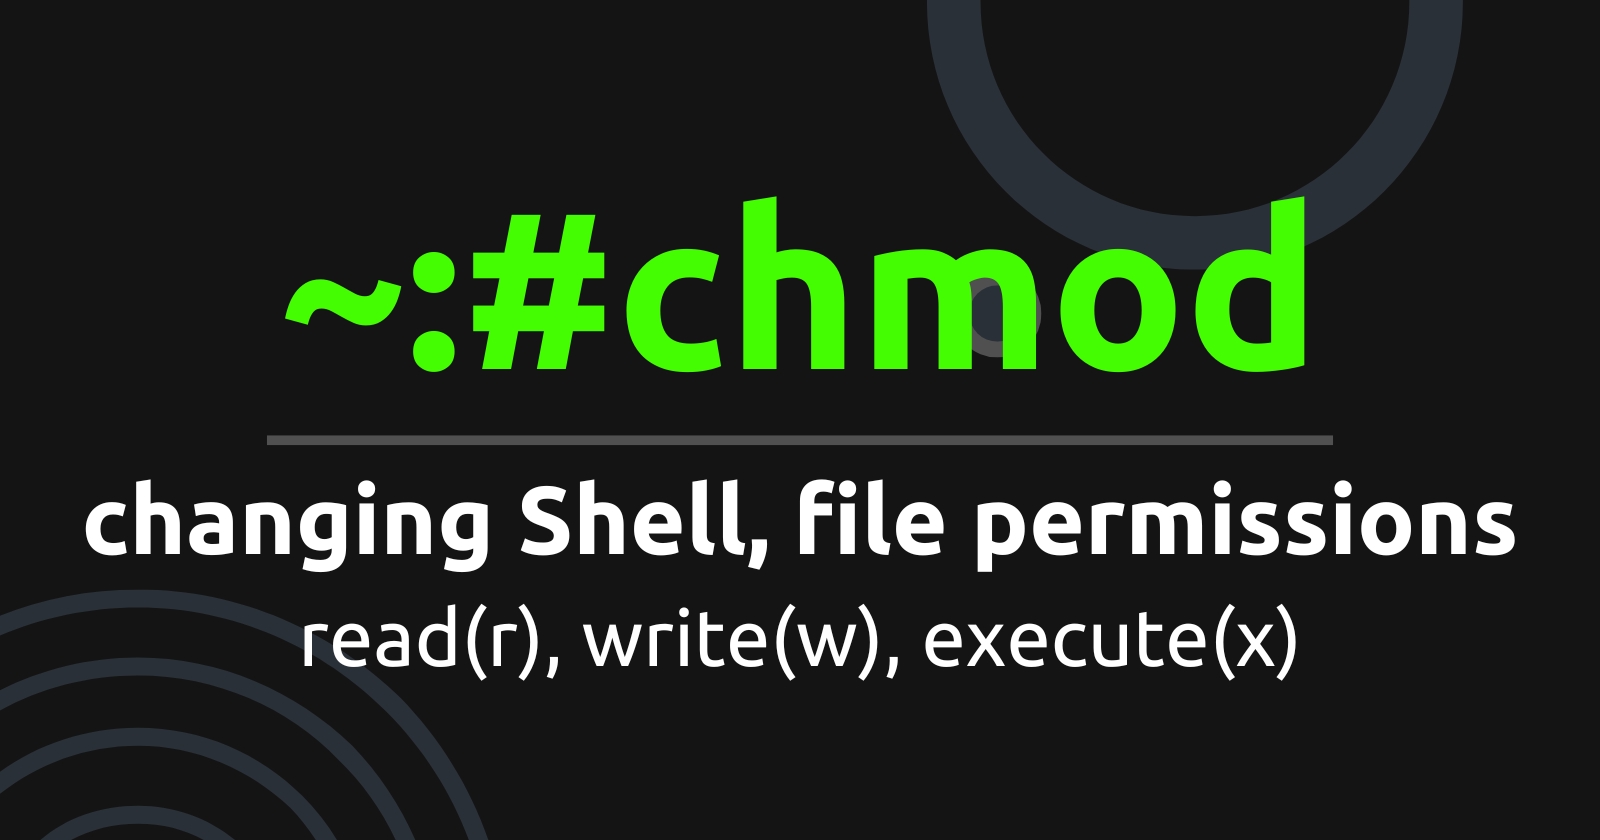 ~:#chmod
changing Shell, file permissions
read(r), write(w), execute(x)